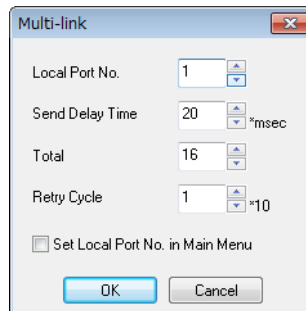 Multi-link
Local Port No. 1
Send Delay Time 20 *msec
Total 16
Retry Cycle 1 *10
Set Local Port No. in Main Menu
OK Cancel